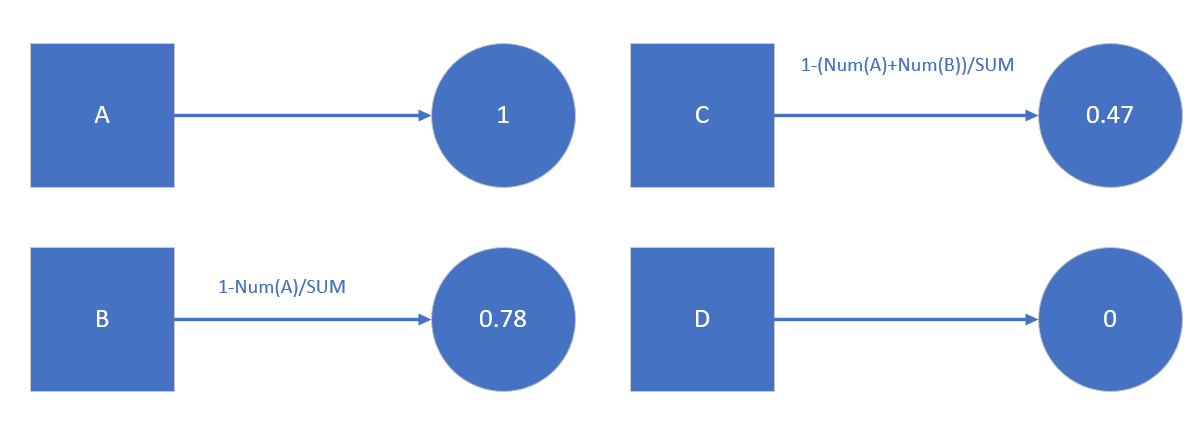 A
1
C
1-(Num(A)+Num(B))/SUM
0.47
B
1-Num(A)/SUM
0.78
D
0